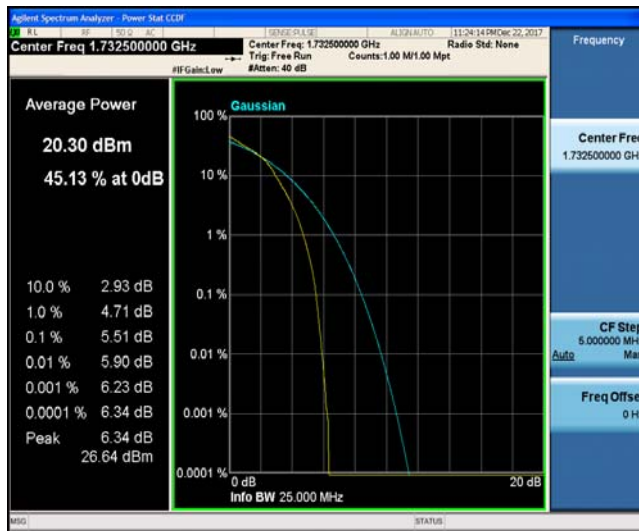 Agilent Spectrum Analyzer - Power Stat CCDF
RL RF 50 Ω AC SENSE:PULSE ALIGN AUTO 11:24:14 PM Dec 22, 2017
Center Freq 1.732500000 GHz
Center Freq: 1.732500000 GHz Radio Std: None
Trig: Free Run Counts:1.00 M/1.00 Mpt
#IFGain:Low #Atten: 40 dB
Frequency
Average Power
20.30 dBm
45.13 % at 0dB
10.0 % 2.93 dB
1.0 % 4.71 dB
0.1 % 5.51 dB
0.01 % 5.90 dB
0.001 % 6.23 dB
0.0001 % 6.34 dB
Peak 6.34 dB
26.64 dBm
Gaussian
100 %
10 %
1 %
0.1 %
0.01 %
0.001 %
0.0001 %
0 dB 20 dB
Info BW 25.000 MHz
Center Fre
1.732500000 GH
CF Step
5.000000 MH
Auto Ma
Freq Offse
0 H
MSG STATUS